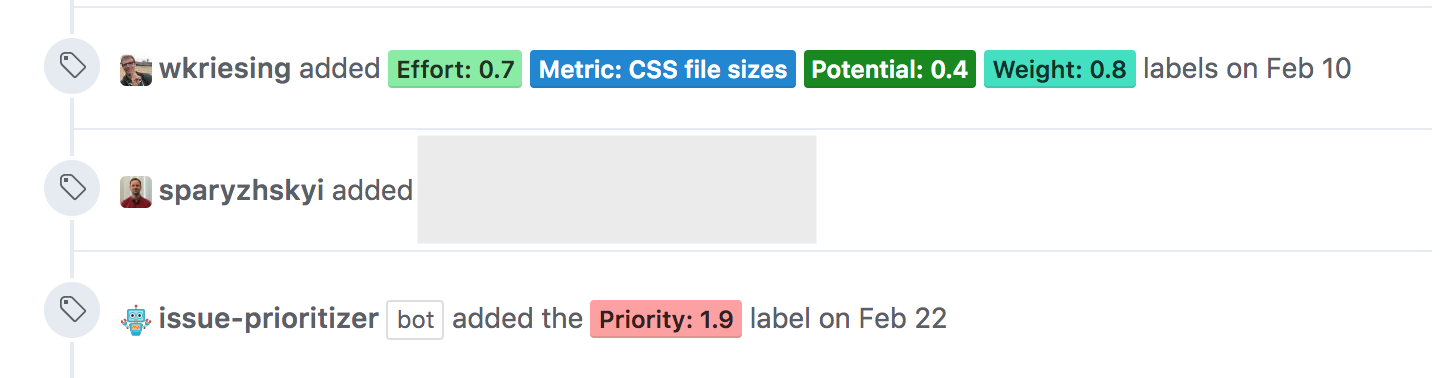 wkriesing added Effort: 0.7 Metric: CSS file sizes Potential: 0.4 Weight: 0.8 labels on Feb 10
sparyzhskyi added
issue-prioritizer bot added the Priority: 1.9 label on Feb 22